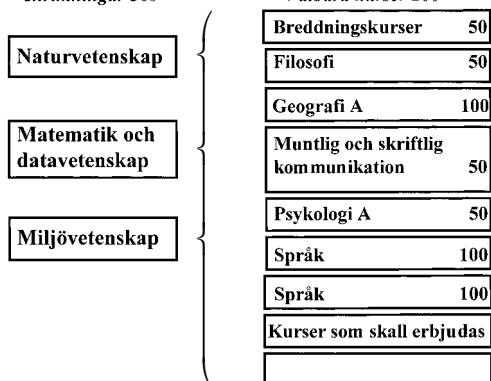 Naturvetenskap
Matematik och
datavetenskap
Miljövetenskap
Breddningskurser 50
Filosofi 50
Geografi A 100
Muntlig och skriftlig
kommunikation 50
Psykologi A 50
Språk 100
Språk 100
Kurser som skall erbjudas